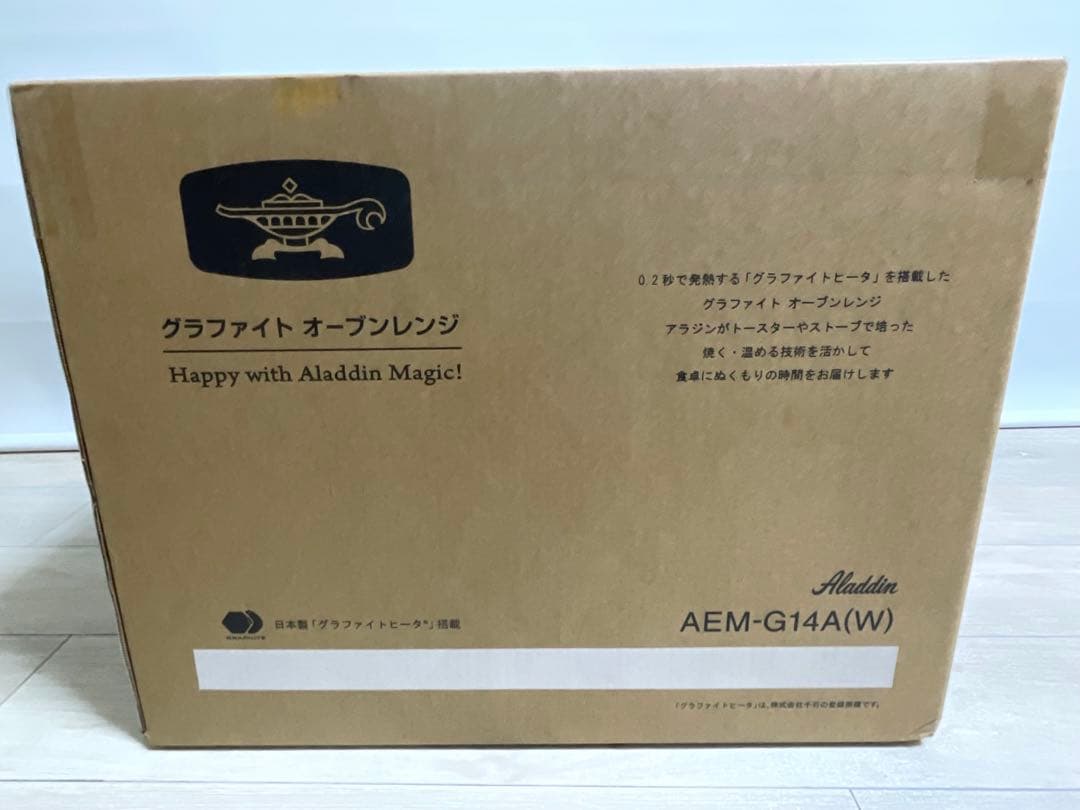 グラファイト オーブンレンジ
Happy with Aladdin Magic!
0.2秒で発熱する「グラファイトヒータ」を搭載した
グラファイト オーブンレンジ
アラジンがトースターやストーブで培った
焼く・温める技術を活かして
食卓にぬくもりの時間をお届けします
GRAPHITE
日本製「グラファイトヒータ®」搭載
Aladdin
AEM-G14A(W)
「グラファイトヒータ」は、株式会社千石の登録商標です。